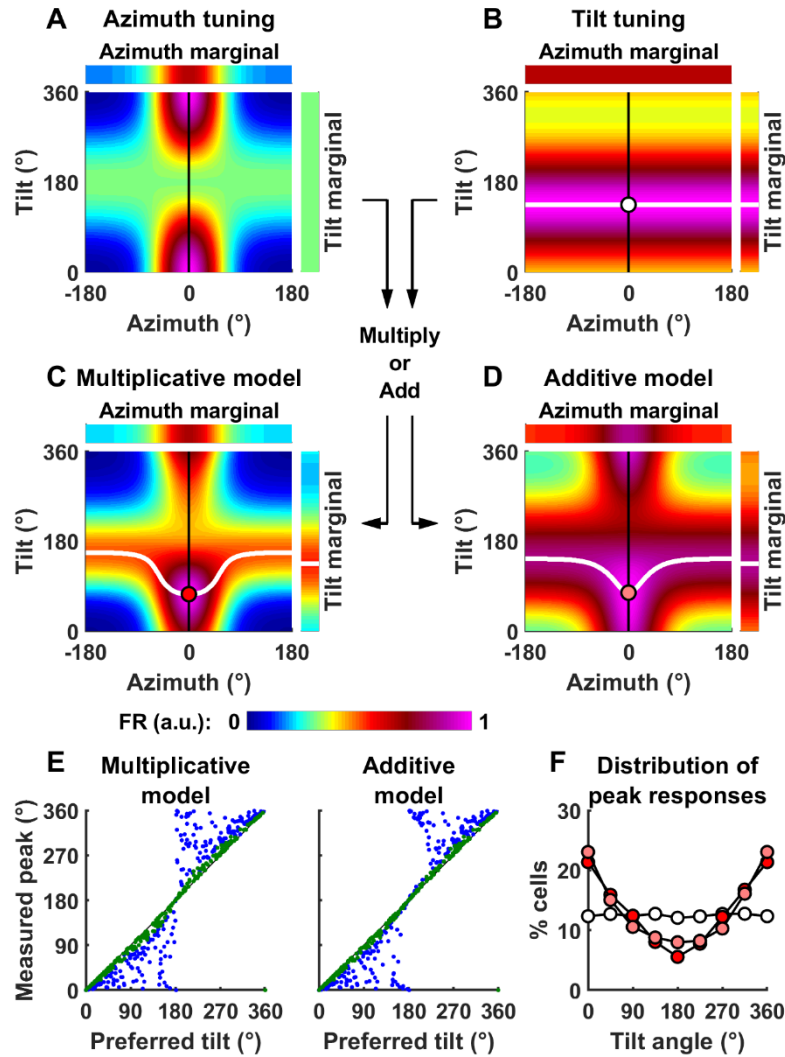 A Azimuth tuning
Azimuth marginal
360
180
0
Tilt (°)
Tilt marginal
-180 0 180
Azimuth (°)
B Tilt tuning
Azimuth marginal
360
180
0
Tilt (°)
Tilt marginal
-180 0 180
Azimuth (°)
Multiply
or
Add
C Multiplicative model
Azimuth marginal
360
180
0
Tilt (°)
Tilt marginal
-180 0 180
Azimuth (°)
D Additive model
Azimuth marginal
360
180
0
Tilt (°)
Tilt marginal
-180 0 180
Azimuth (°)
FR (a.u.): 0 1
E Multiplicative
model
360
270
180
90
0
Measured peak (°)
0 90 180 270 360
Preferred tilt (°)
Additive
model
0 90 180 270 360
Preferred tilt (°)
F Distribution of
peak responses
30
20
10
0
% cells
0 90 180 270 360
Tilt angle (°)